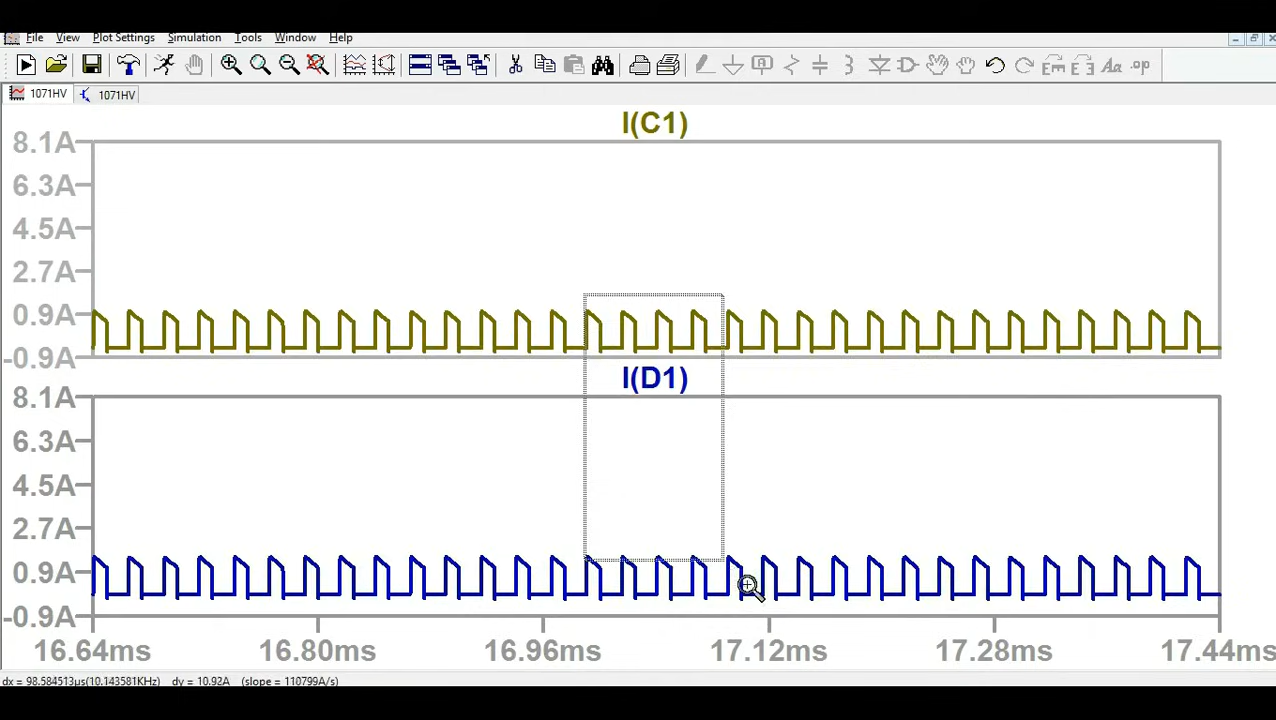 File View Plot Settings Simulation Tools Window Help
Aa .op
1071HV 1071HV
I(C1)
8.1A
6.3A
4.5A
2.7A
0.9A
-0.9A
I(D1)
8.1A
6.3A
4.5A
2.7A
0.9A
-0.9A
16.64ms 16.80ms 16.96ms 17.12ms 17.28ms 17.44ms
dx = 98.584513µs(10.143581KHz) dy = 10.92A (slope = 110799A/s)